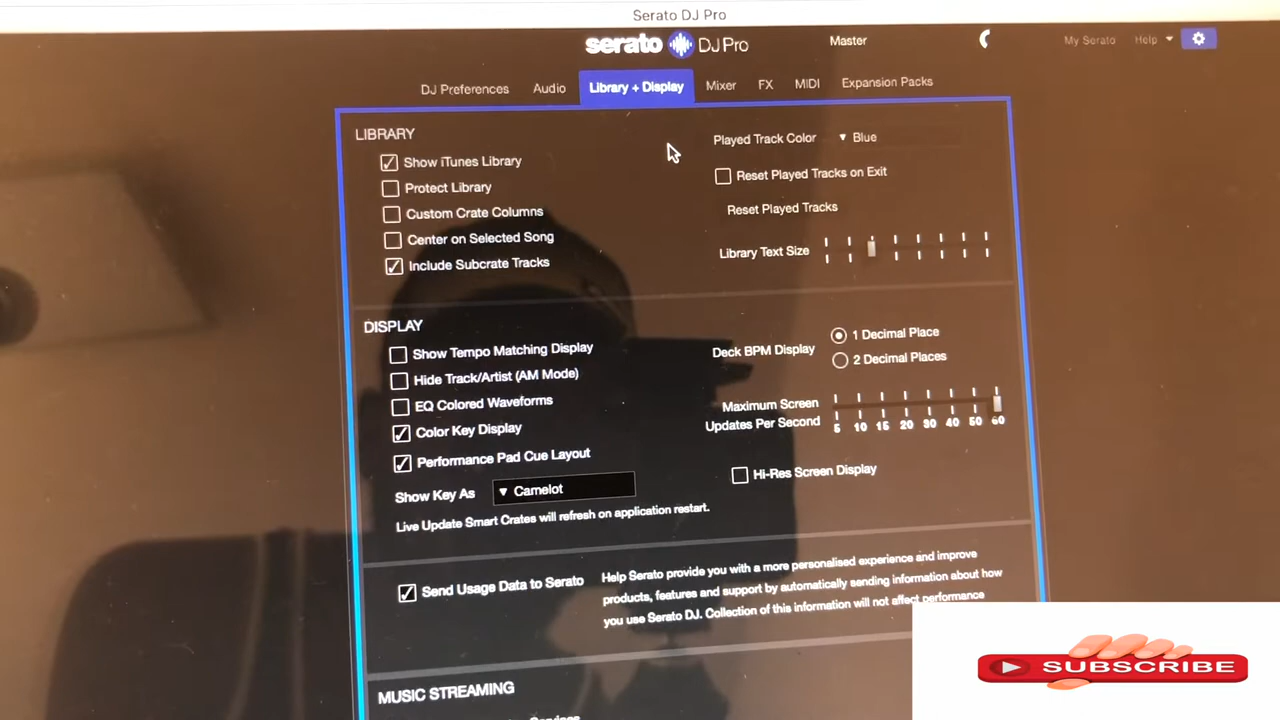 Serato DJ Pro
serato DJ Pro
Master
My Serato
Help
DJ Preferences
Audio
Library + Display
Mixer
FX
MIDI
Expansion Packs
LIBRARY
Show iTunes Library
Protect Library
Custom Crate Columns
Center on Selected Song
Include Subcrate Tracks
Played Track Color
Blue
Reset Played Tracks on Exit
Reset Played Tracks
Library Text Size
DISPLAY
Show Tempo Matching Display
Hide Track/Artist (AM Mode)
EQ Colored Waveforms
Color Key Display
Performance Pad Cue Layout
Show Key As
Camelot
Live Update Smart Crates will refresh on application restart.
Deck BPM Display
1 Decimal Place
2 Decimal Places
Maximum Screen
Updates Per Second
5 10 15 20 30 40 50 60
Hi-Res Screen Display
Send Usage Data to Serato
Help Serato provide you with a more personalised experience and improve
products, features and support by automatically sending information about how
you use Serato DJ. Collection of this information will not affect performance
MUSIC STREAMING
SUBSCRIBE